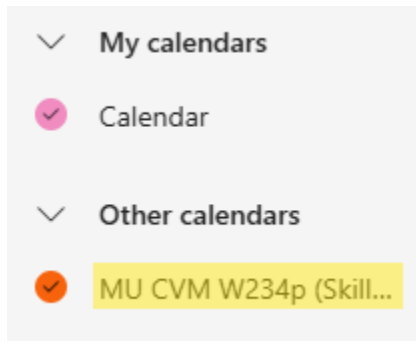 My calendars
Calendar
Other calendars
MU CVM W234p (Skill...